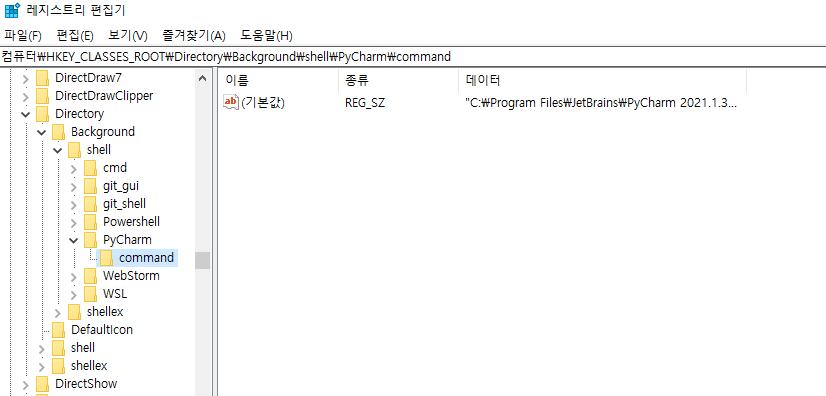 레지스트리 편집기
파일(F) 편집(E) 보기(V) 즐겨찾기(A) 도움말(H)
컴퓨터₩HKEY_CLASSES_ROOT₩Directory₩Background₩shell₩PyCharm₩command
DirectDraw7
DirectDrawClipper
Directory
Background
shell
cmd
git_gui
git_shell
Powershell
PyCharm
command
WebStorm
WSL
shellex
DefaultIcon
shell
shellex
DirectShow
이름 종류 데이터
ab (기본값) REG_SZ "C:₩Program Files₩JetBrains₩PyCharm 2021.1.3...